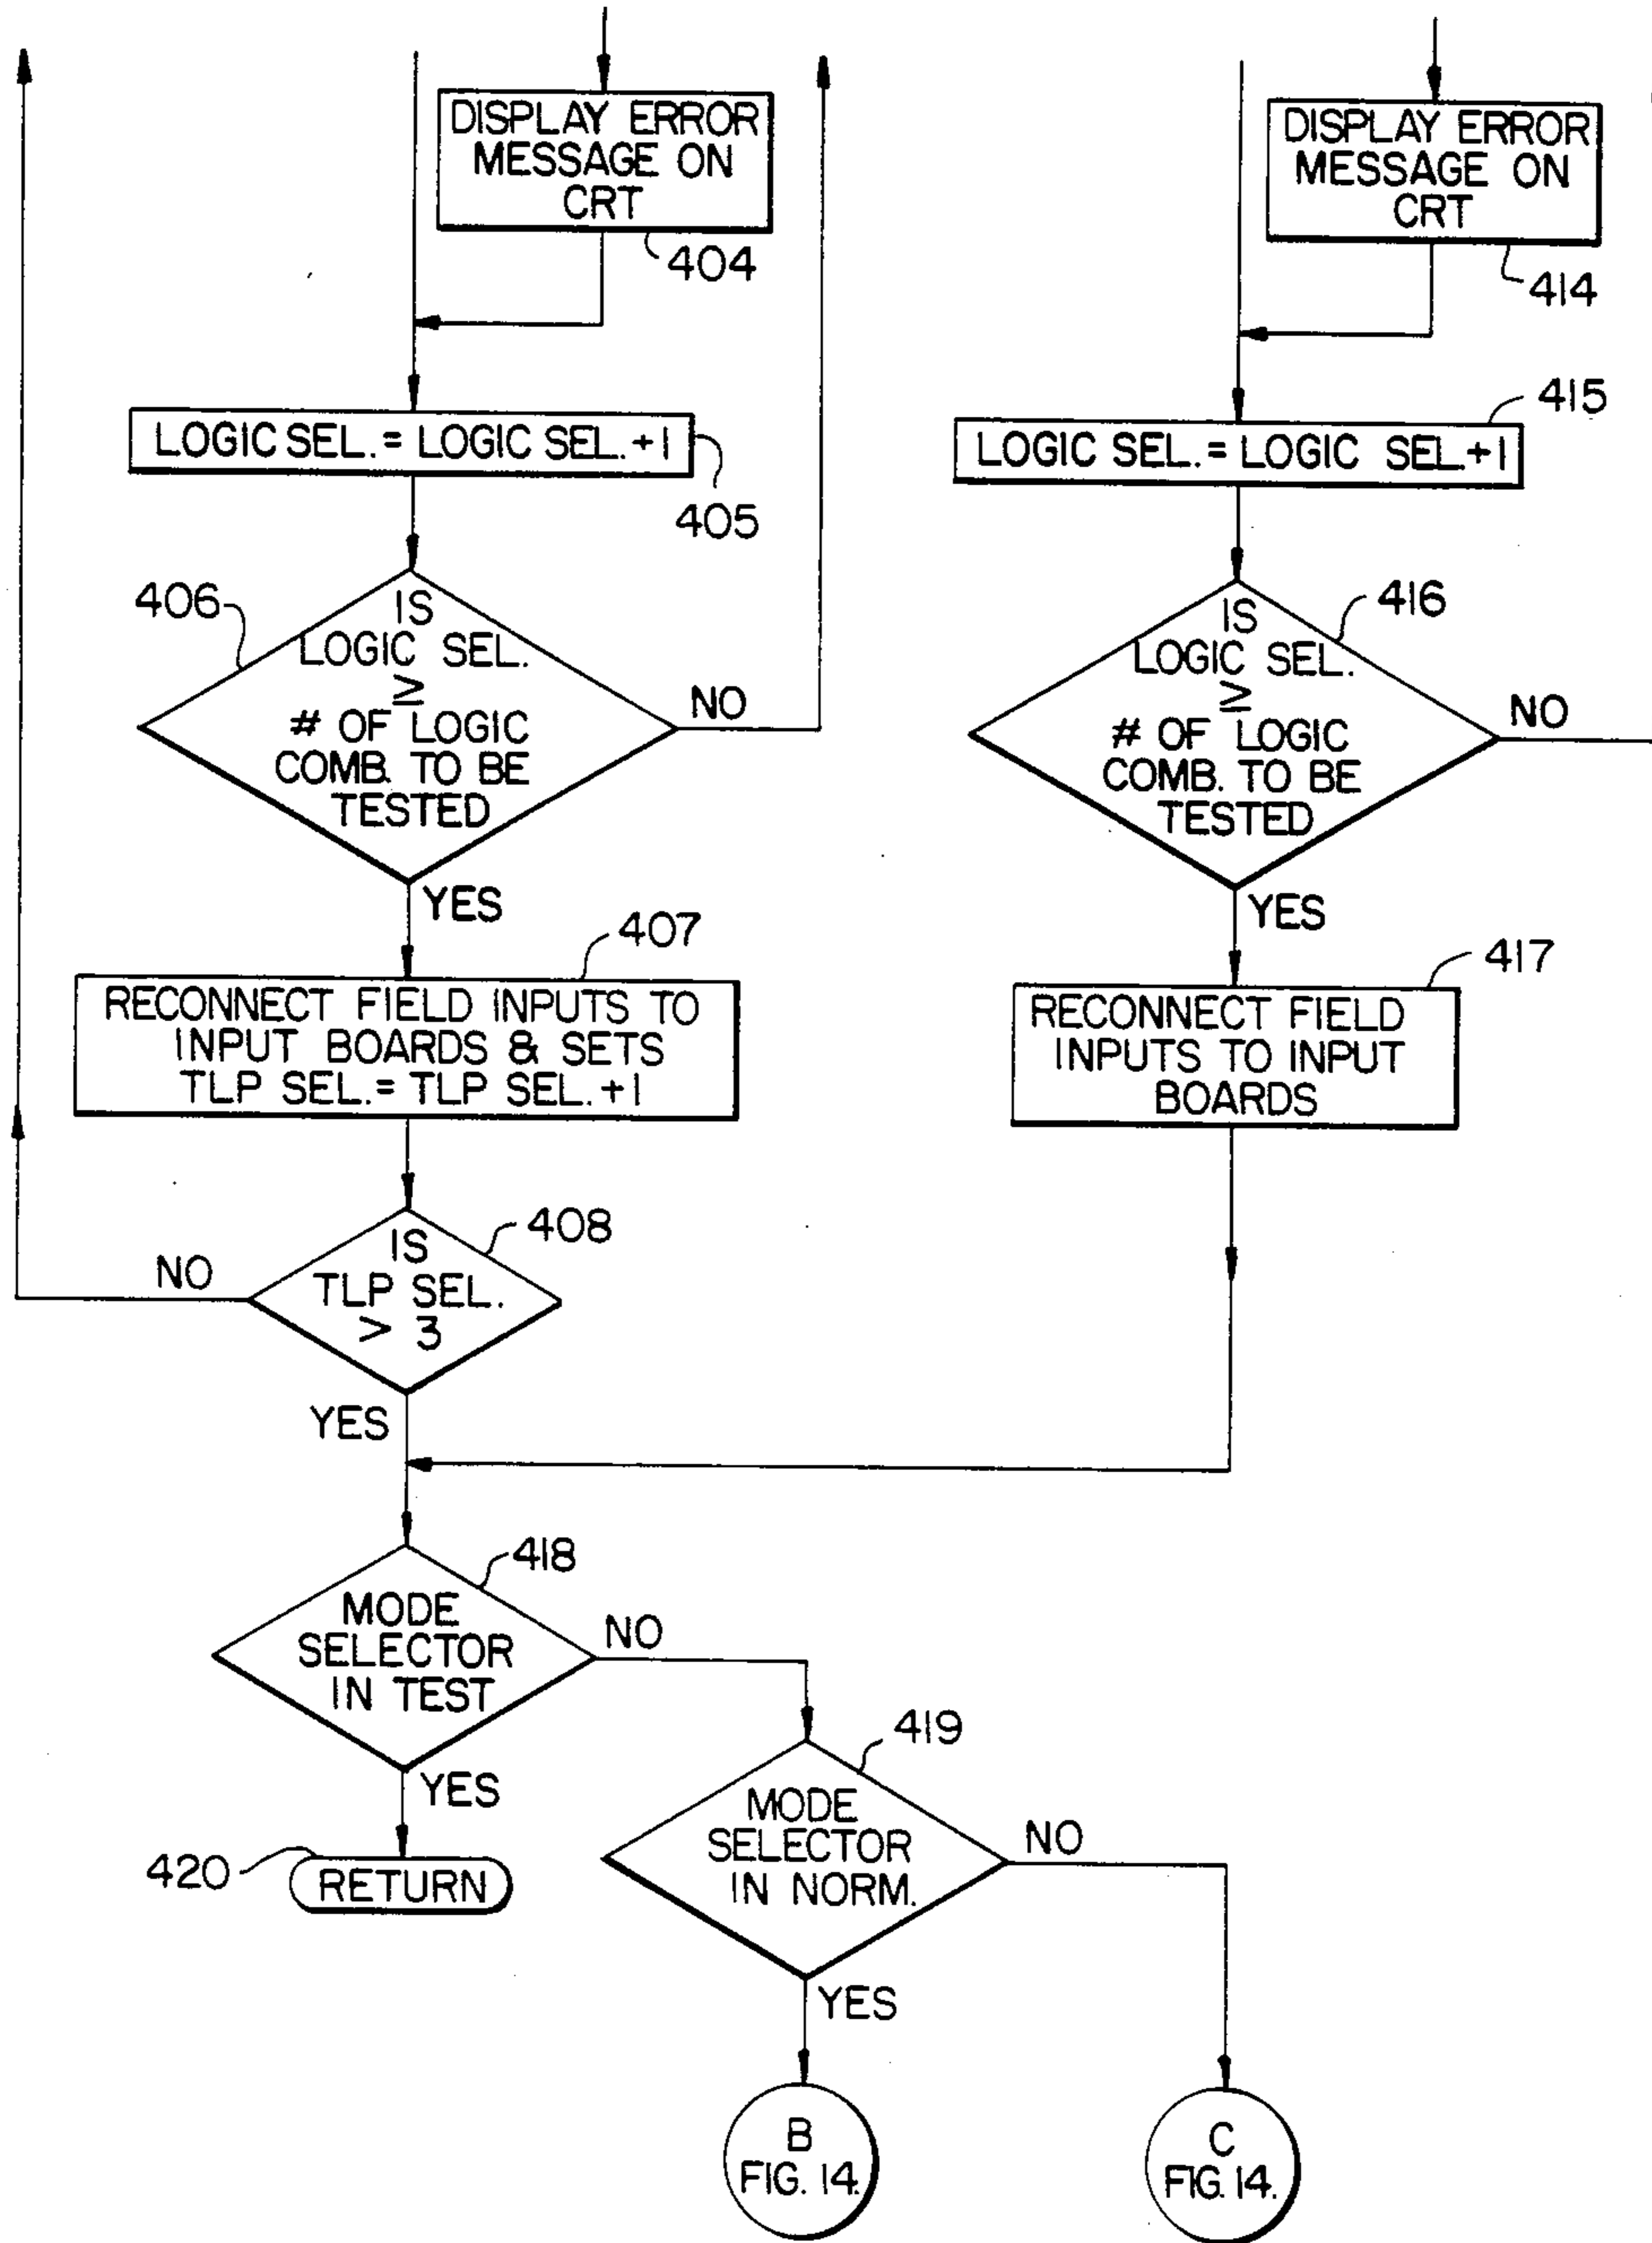 DISPLAY ERROR
MESSAGE ON
CRT
404
LOGIC SEL. = LOGIC SEL. +1
405
406
IS
LOGIC SEL.
≥
# OF LOGIC
COMB. TO BE
TESTED
NO
YES
407
RECONNECT FIELD INPUTS TO
INPUT BOARDS & SETS
TLP SEL. = TLP SEL. +1
408
IS
TLP SEL.
> 3
NO
YES
DISPLAY ERROR
MESSAGE ON
CRT
414
415
LOGIC SEL. = LOGIC SEL. +1
416
IS
LOGIC SEL.
≥
# OF LOGIC
COMB. TO BE
TESTED
NO
YES
417
RECONNECT FIELD
INPUTS TO INPUT
BOARDS
418
MODE
SELECTOR
IN TEST
NO
YES
420
RETURN
419
MODE
SELECTOR
IN NORM.
NO
YES
B
FIG. 14.
C
FIG. 14.